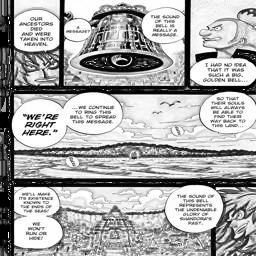 OUR
ANCESTORS
DIED
AND WERE
TAKEN INTO
HEAVEN.
A
MESSAGE?
THE SOUND
OF THIS
BELL IS
REALLY A
MESSAGE.
I HAD NO IDEA
THAT IT WAS
SUCH A BIG,
GOLDEN BELL...
"WE'RE
RIGHT
HERE."
...WE CONTINUE
TO RING THIS
BELL TO SPREAD
THIS MESSAGE.
SO THAT
THEIR SOULS
WILL ALWAYS
BE ABLE TO
FIND THEIR
WAY BACK TO
THIS LAND...
WE'LL MAKE
ITS EXISTENCE
KNOWN TO
THE ENDS OF
THE SEAS!
WE
WON'T
RUN OR
HIDE!
THE SOUND OF
THIS BELL
REPRESENTS
THE UNDENIABLE
GLORY OF
SHANDORA'S
PAST.